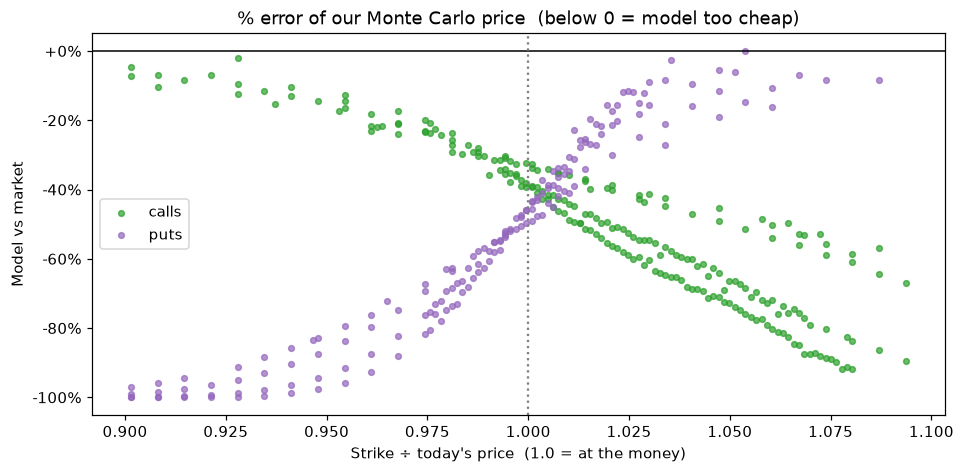 % error of our Monte Carlo price  (below 0 = model too cheap)
+0%
-20%
-40%
-60%
-80%
-100%
Model vs market
calls
puts
0.900 0.925 0.950 0.975 1.000 1.025 1.050 1.075 1.100
Strike ÷ today's price  (1.0 = at the money)